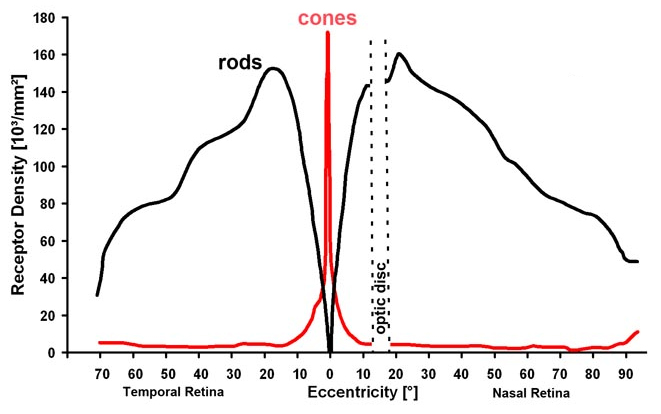 cones
rods
Receptor Density [10³/mm²]
180
160
140
120
100
80
60
40
20
0
optic disc
70 60 50 40 30 20 10 0 10 20 30 40 50 60 70 80 90
Temporal Retina Eccentricity [°] Nasal Retina